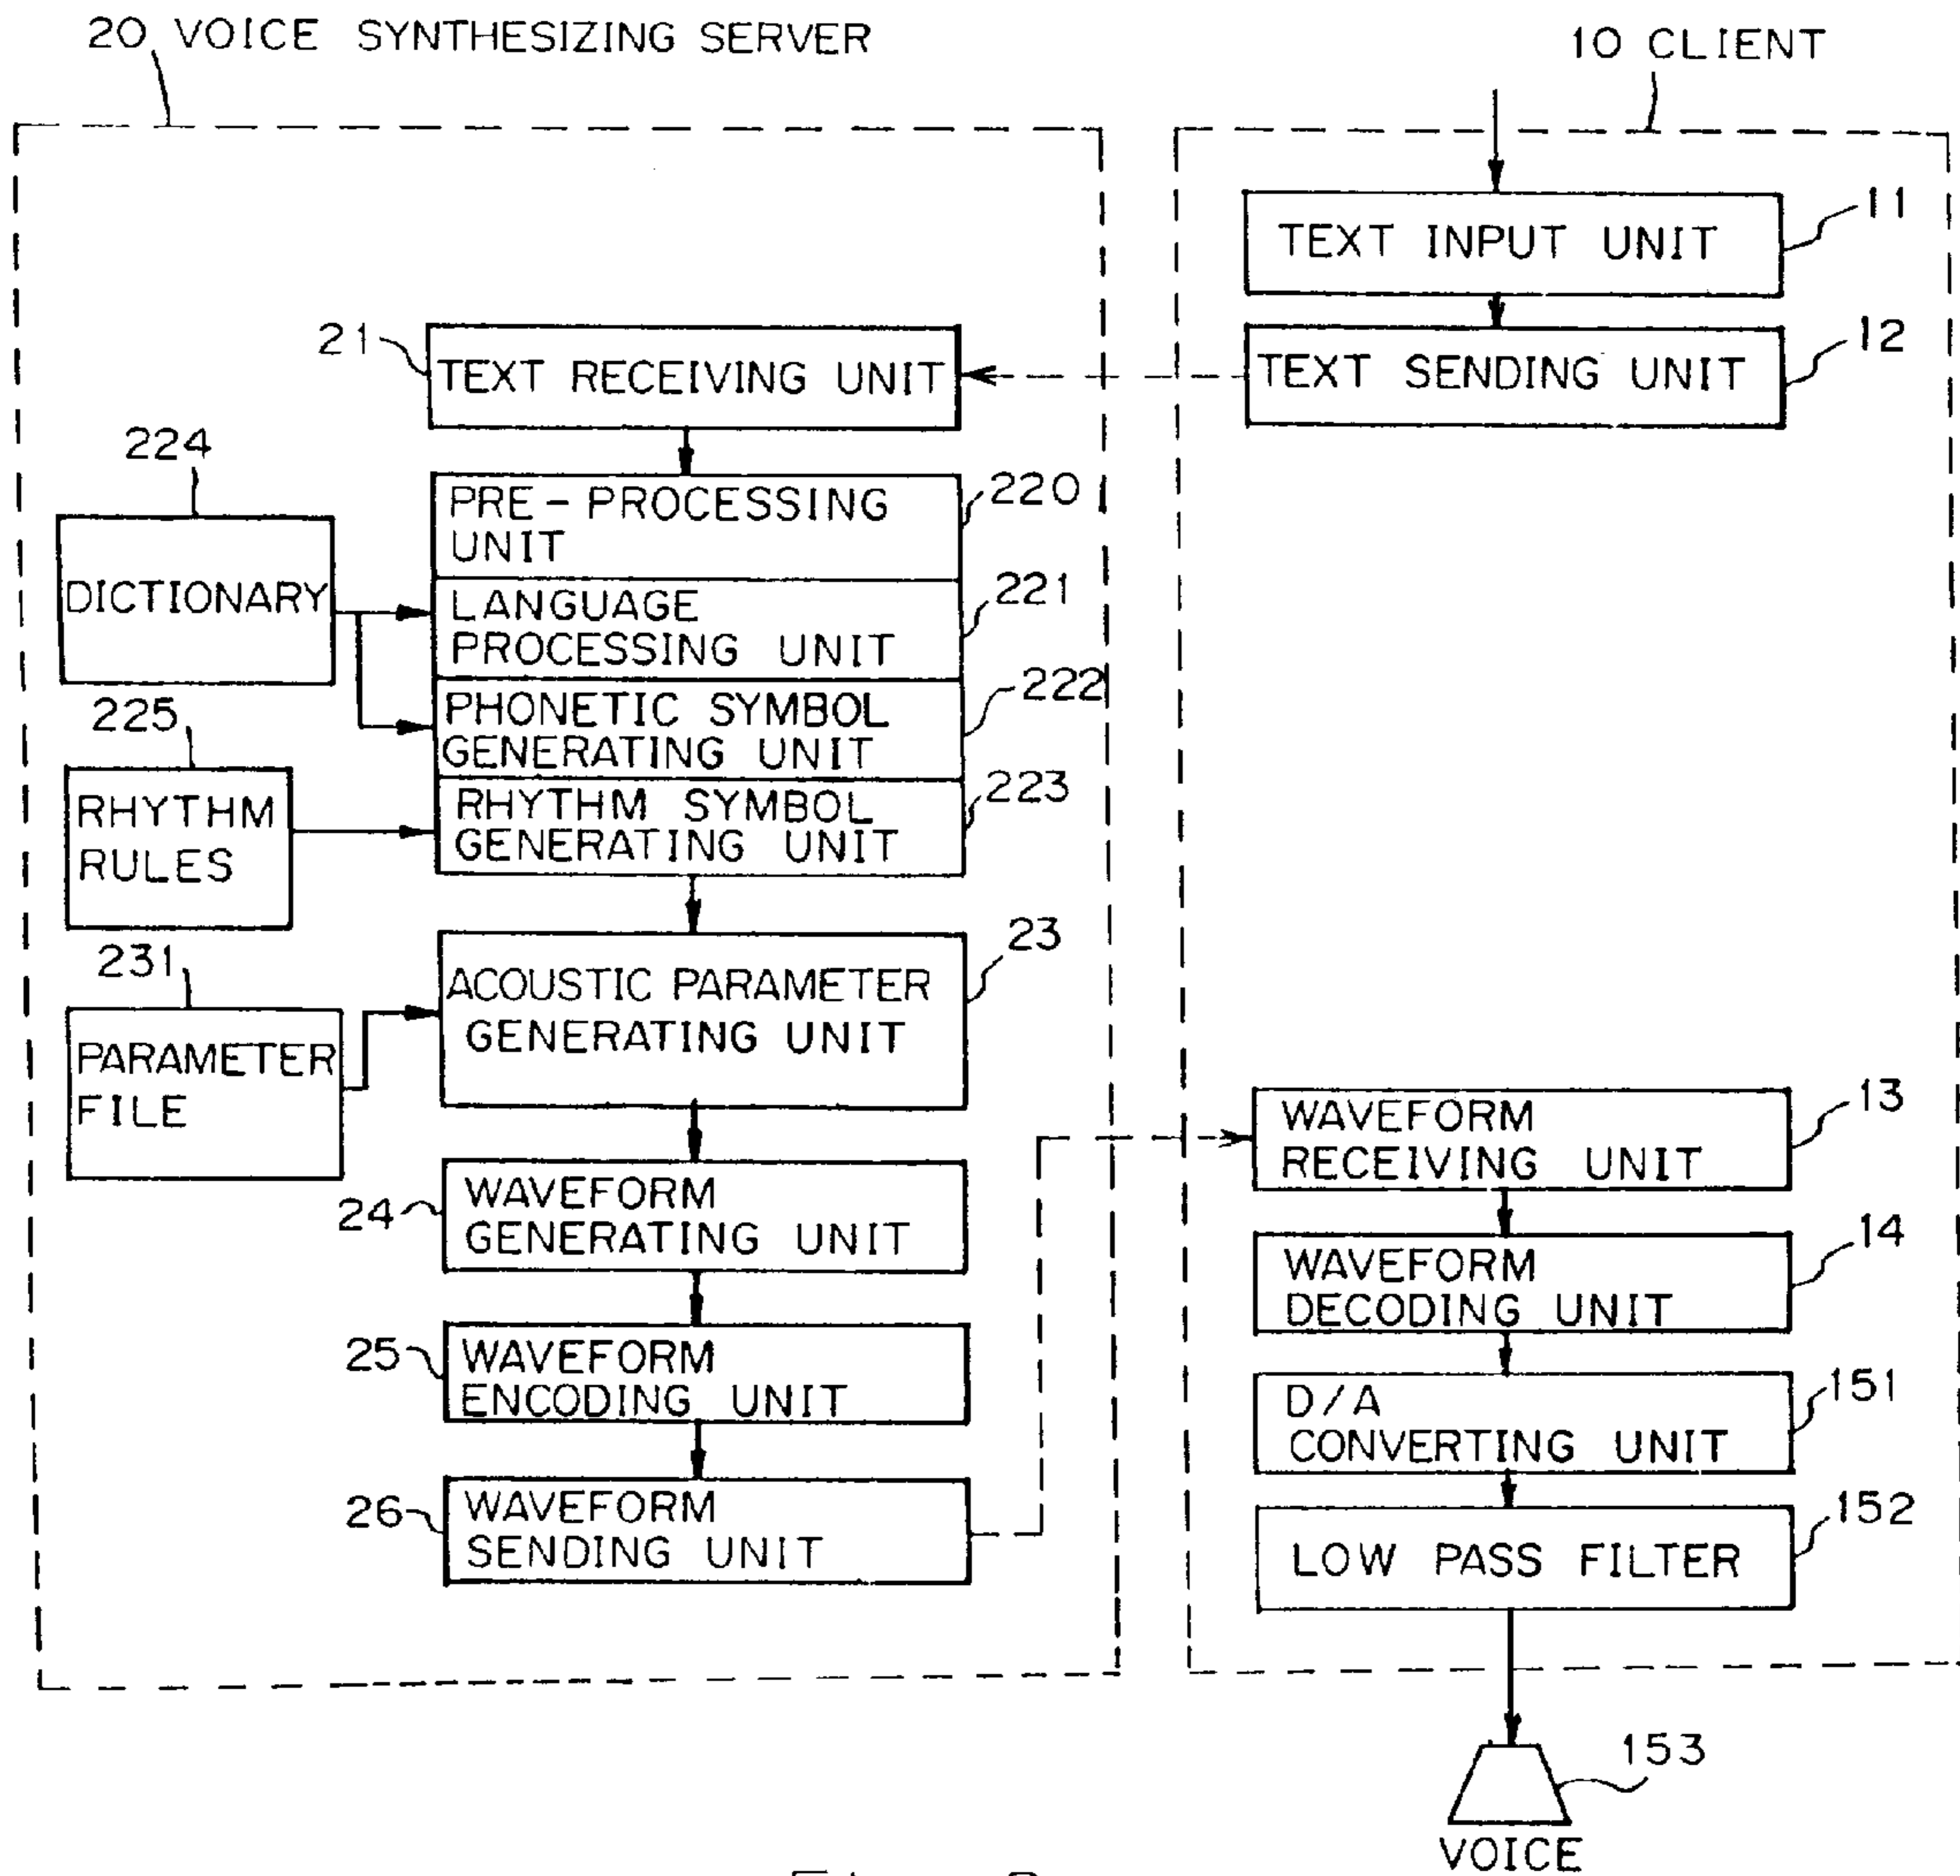 20 VOICE SYNTHESIZING SERVER
10 CLIENT
TEXT INPUT UNIT
11
21
TEXT RECEIVING UNIT
TEXT SENDING UNIT
12
224
DICTIONARY
PRE-PROCESSING
UNIT
220
LANGUAGE
PROCESSING UNIT
221
PHONETIC SYMBOL
GENERATING UNIT
222
225
RHYTHM
RULES
RHYTHM SYMBOL
GENERATING UNIT
223
231
PARAMETER
FILE
ACOUSTIC PARAMETER
GENERATING UNIT
23
24
WAVEFORM
GENERATING UNIT
25
WAVEFORM
ENCODING UNIT
26
WAVEFORM
SENDING UNIT
WAVEFORM
RECEIVING UNIT
13
WAVEFORM
DECODING UNIT
14
D/A
CONVERTING UNIT
151
LOW PASS FILTER
152
153
VOICE